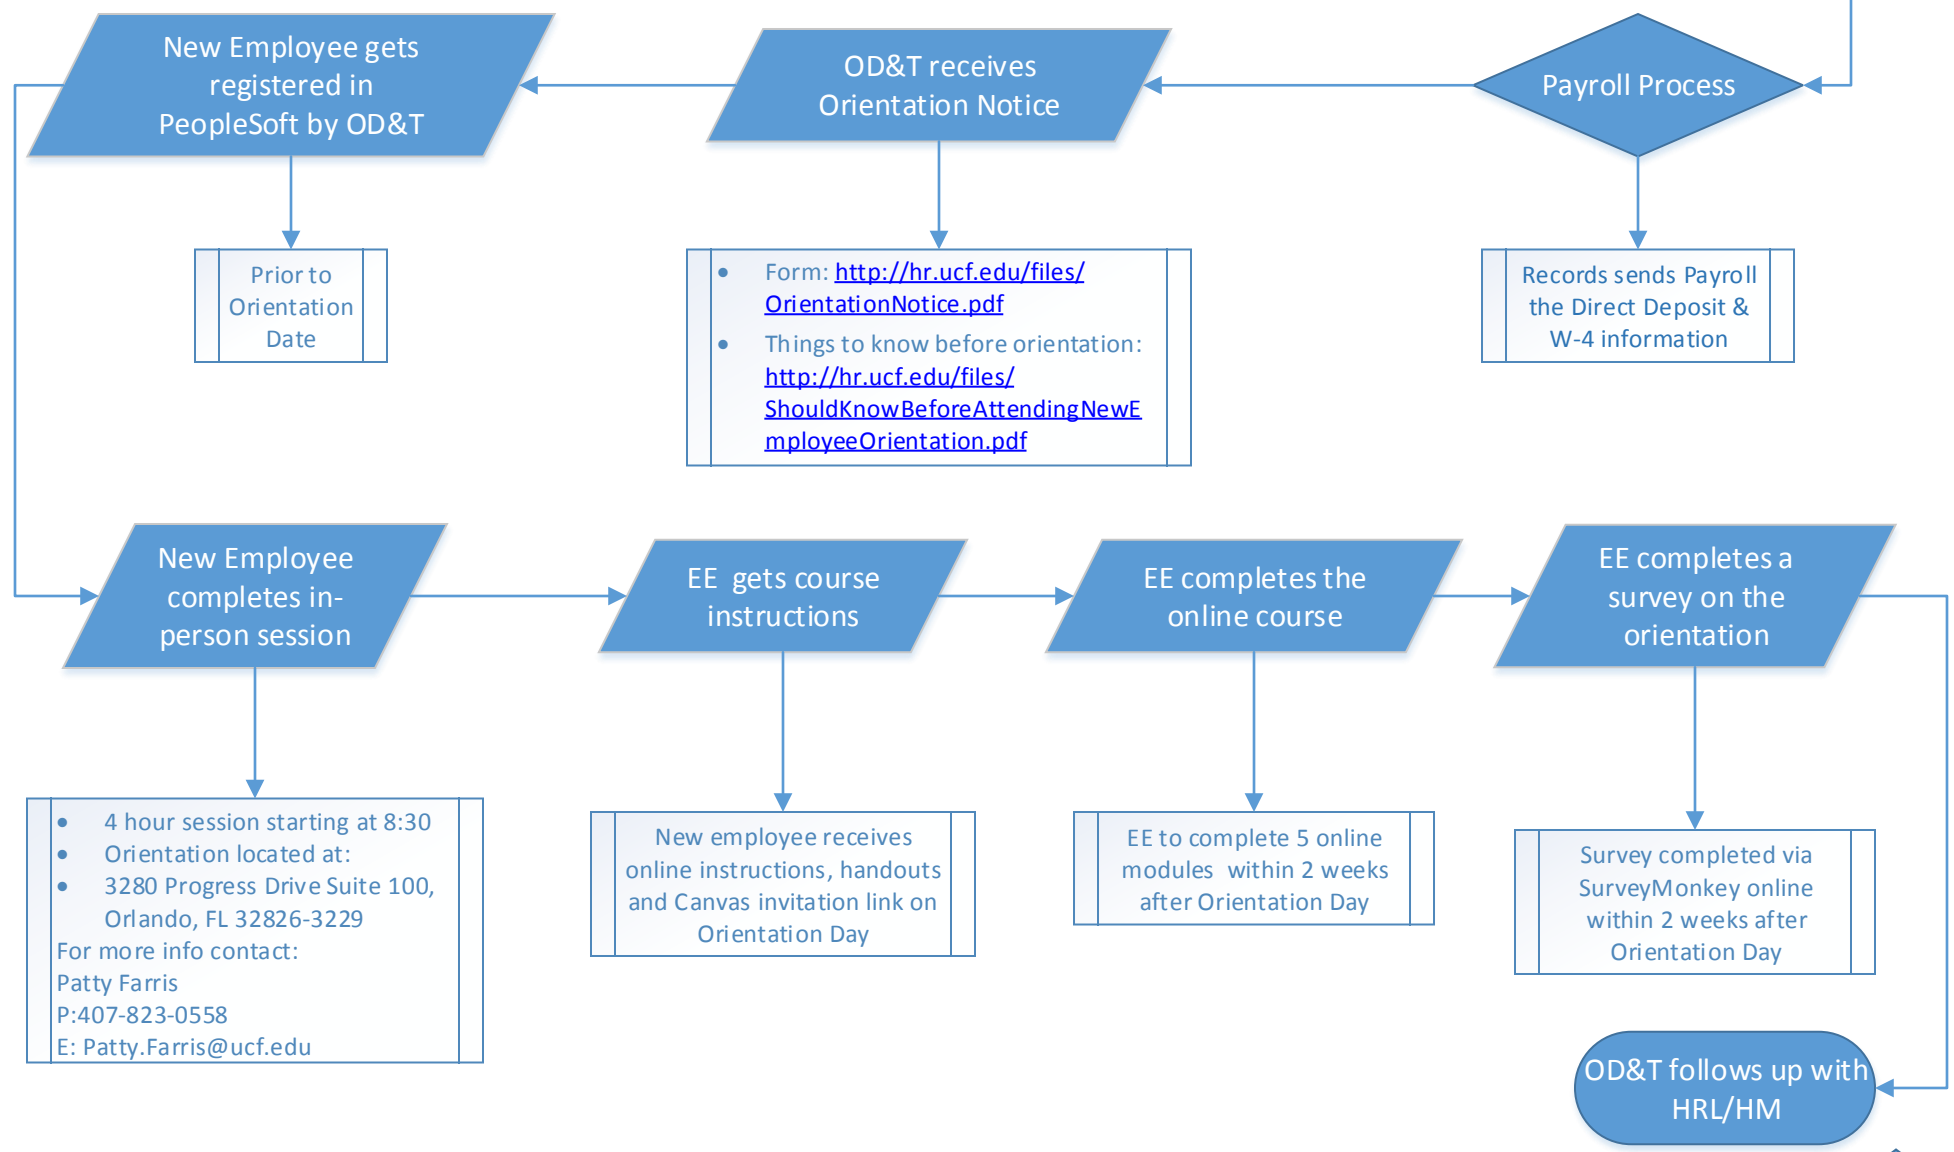 New Employee gets
registered in
PeopleSoft by OD&T
OD&T receives
Orientation Notice
Payroll Process
Prior to
Orientation
Date
• Form: http://hr.ucf.edu/files/
OrientationNotice.pdf
• Things to know before orientation:
http://hr.ucf.edu/files/
ShouldKnowBeforeAttendingNewE
mployeeOrientation.pdf
Records sends Payroll
the Direct Deposit &
W-4 information
New Employee
completes in-
person session
EE gets course
instructions
EE completes the
online course
EE completes a
survey on the
orientation
• 4 hour session starting at 8:30
• Orientation located at:
• 3280 Progress Drive Suite 100,
Orlando, FL 32826-3229
For more info contact:
Patty Farris
P:407-823-0558
E: Patty.Farris@ucf.edu
New employee receives
online instructions, handouts
and Canvas invitation link on
Orientation Day
EE to complete 5 online
modules within 2 weeks
after Orientation Day
Survey completed via
SurveyMonkey online
within 2 weeks after
Orientation Day
OD&T follows up with
HRL/HM